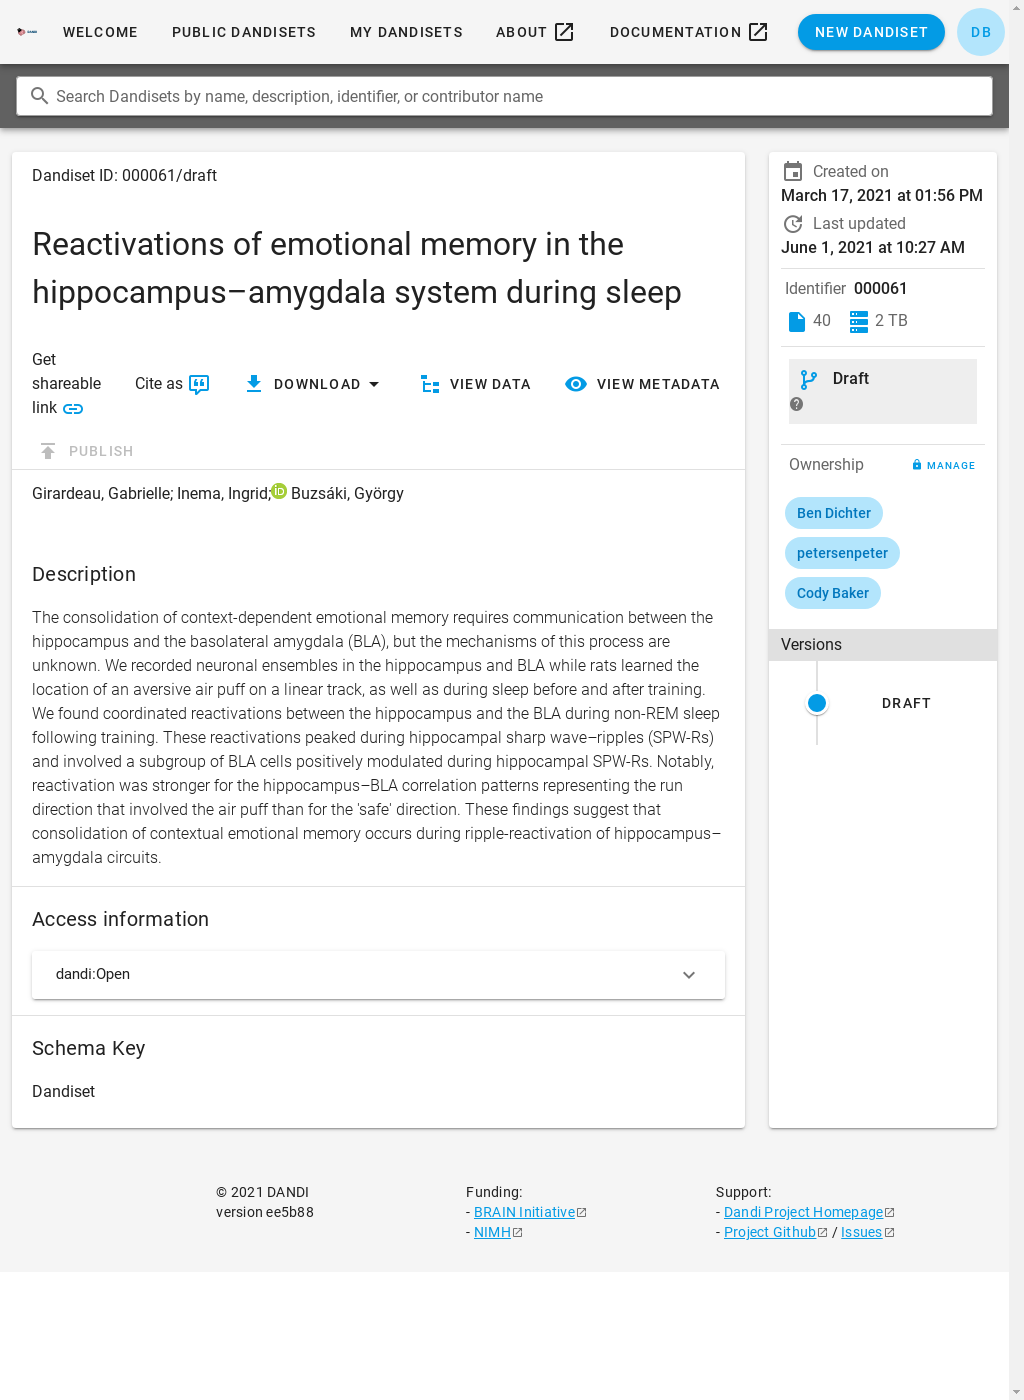 WELCOME PUBLIC DANDISETS MY DANDISETS ABOUT DOCUMENTATION NEW DANDISET DB
Search Dandisets by name, description, identifier, or contributor name
Dandiset ID: 000061/draft
Reactivations of emotional memory in the
hippocampus–amygdala system during sleep
Get
shareable
link
Cite as
DOWNLOAD
VIEW DATA
VIEW METADATA
PUBLISH
Girardeau, Gabrielle; Inema, Ingrid; Buzsáki, György
Description
The consolidation of context-dependent emotional memory requires communication between the
hippocampus and the basolateral amygdala (BLA), but the mechanisms of this process are
unknown. We recorded neuronal ensembles in the hippocampus and BLA while rats learned the
location of an aversive air puff on a linear track, as well as during sleep before and after training.
We found coordinated reactivations between the hippocampus and the BLA during non-REM sleep
following training. These reactivations peaked during hippocampal sharp wave–ripples (SPW-Rs)
and involved a subgroup of BLA cells positively modulated during hippocampal SPW-Rs. Notably,
reactivation was stronger for the hippocampus–BLA correlation patterns representing the run
direction that involved the air puff than for the 'safe' direction. These findings suggest that
consolidation of contextual emotional memory occurs during ripple-reactivation of hippocampus–
amygdala circuits.
Access information
dandi:Open
Schema Key
Dandiset
Created on
March 17, 2021 at 01:56 PM
Last updated
June 1, 2021 at 10:27 AM
Identifier 000061
40 2 TB
Draft
Ownership MANAGE
Ben Dichter
petersenpeter
Cody Baker
Versions
DRAFT
© 2021 DANDI
version ee5b88
Funding:
- BRAIN Initiative
- NIMH
Support:
- Dandi Project Homepage
- Project Github / Issues